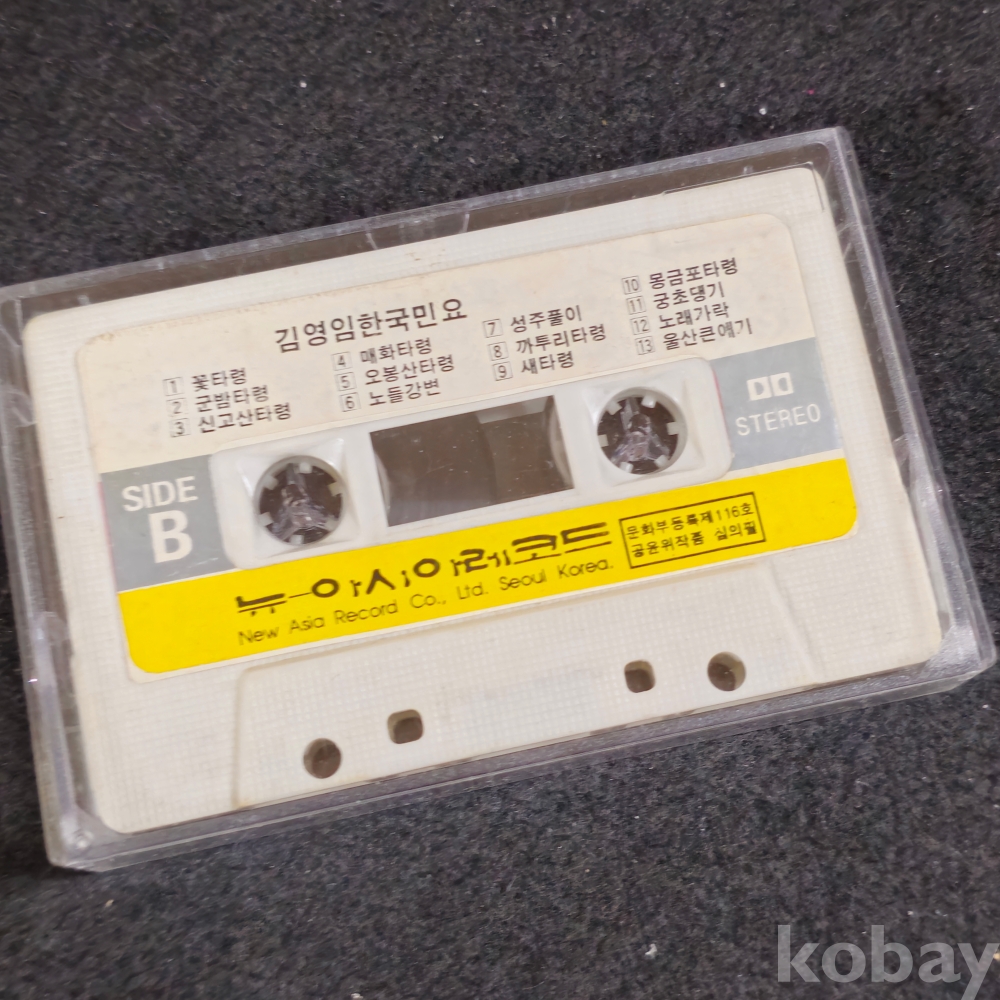 김영임한국민요
1 꽃타령
2 군밤타령
3 신고산타령
4 매화타령
5 오봉산타령
6 노들강변
7 성주풀이
8 까투리타령
9 새타령
10 몽금포타령
11 궁초댕기
12 노래가락
13 울산큰애기
SIDE
B
STEREO
뉴-아시아레코드
New Asia Record Co., Ltd. Seoul Korea.
문화부등록제116호
공윤위작품 심의필
kobay